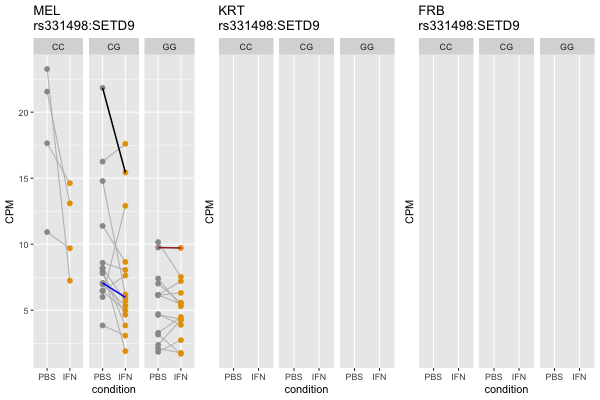 MEL
rs331498:SETD9
KRT
rs331498:SETD9
FRB
rs331498:SETD9
CC CG GG
CC CG GG
CC CG GG
CPM
20
15
10
5
CPM
CPM
PBS IFN PBS IFN PBS IFN
PBS IFN PBS IFN PBS IFN
PBS IFN PBS IFN PBS IFN
condition
condition
condition